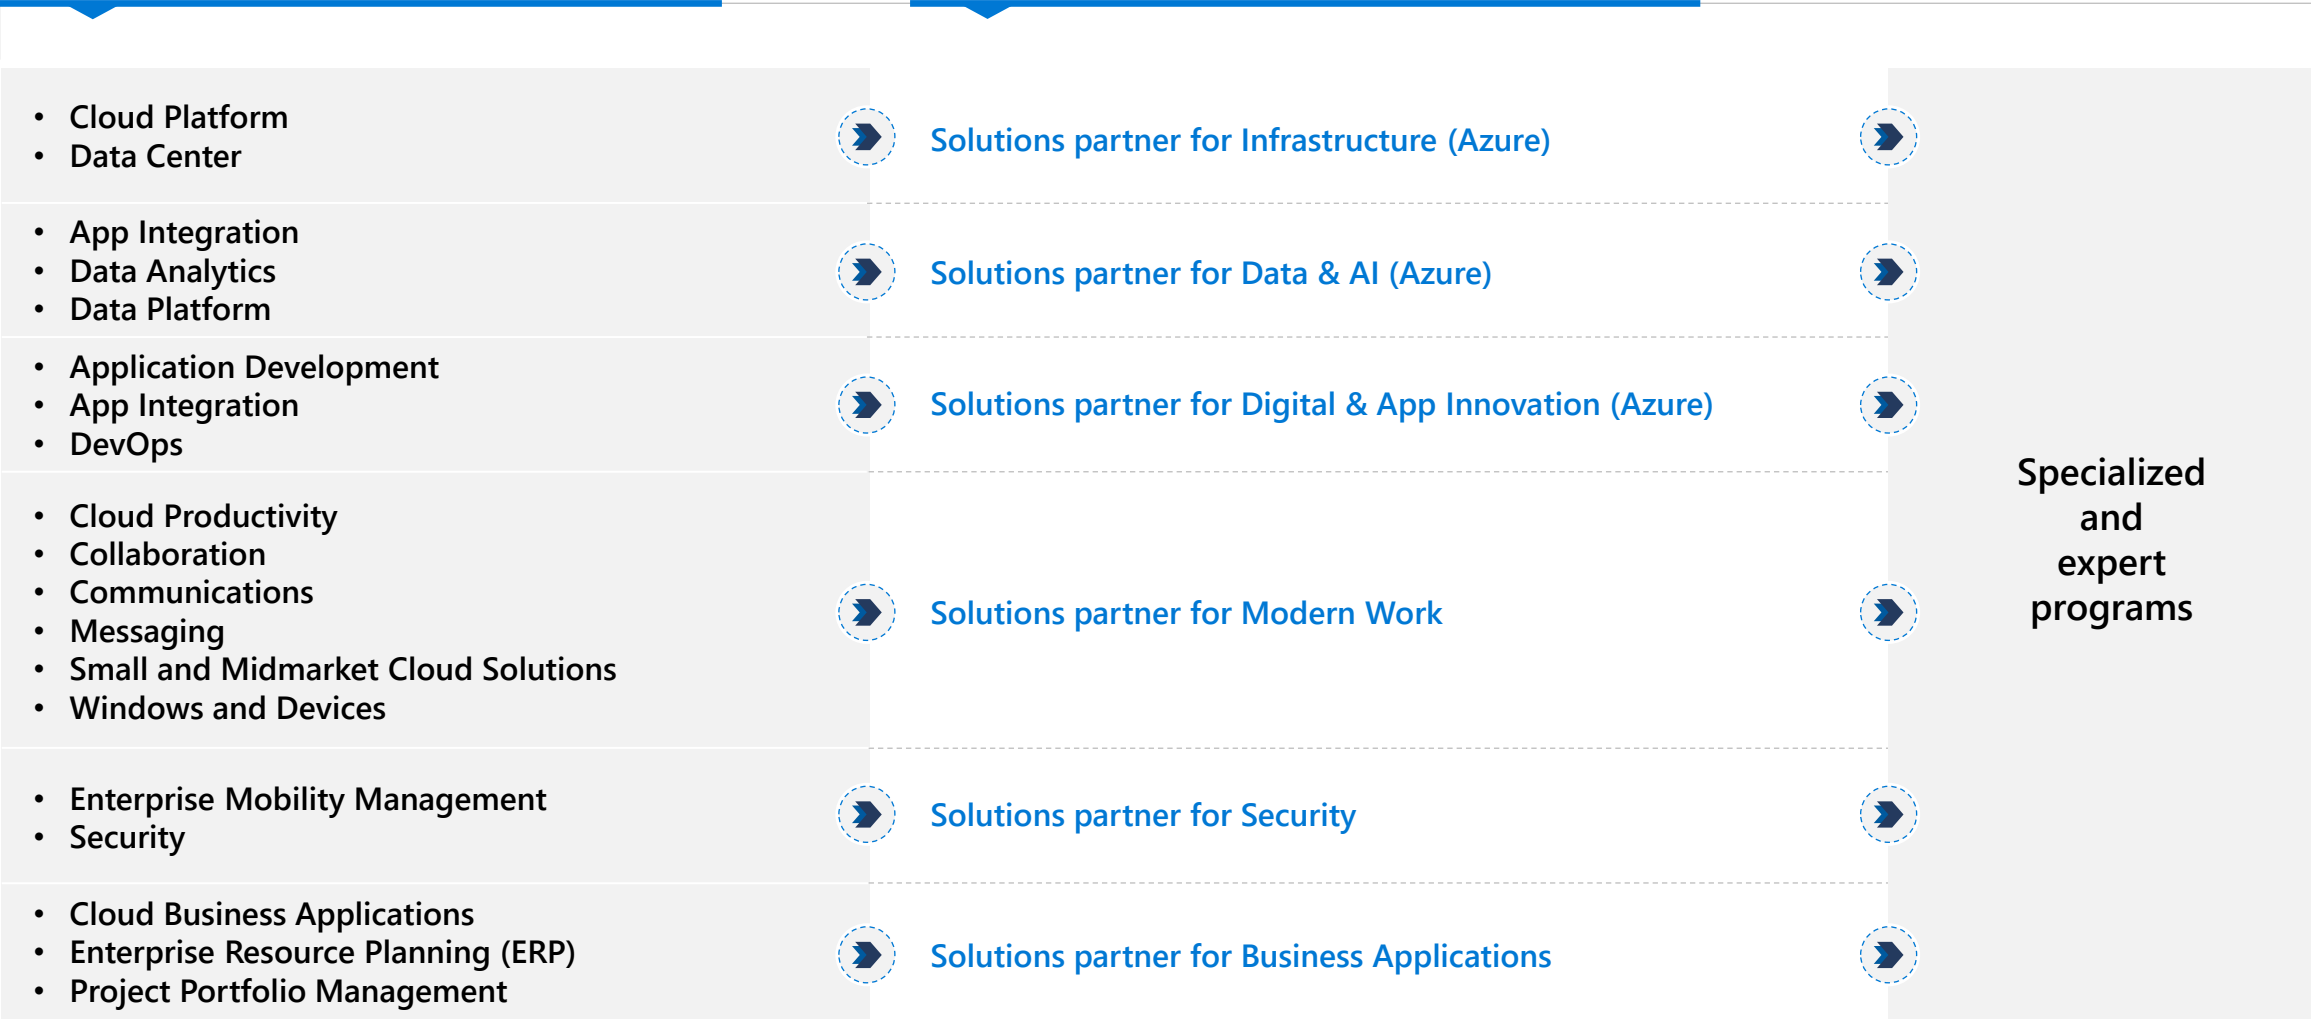 • Cloud Platform
• Data Center
Solutions partner for Infrastructure (Azure)
• App Integration
• Data Analytics
• Data Platform
Solutions partner for Data & AI (Azure)
• Application Development
• App Integration
• DevOps
Solutions partner for Digital & App Innovation (Azure)
• Cloud Productivity
• Collaboration
• Communications
• Messaging
• Small and Midmarket Cloud Solutions
• Windows and Devices
Solutions partner for Modern Work
• Enterprise Mobility Management
• Security
Solutions partner for Security
• Cloud Business Applications
• Enterprise Resource Planning (ERP)
• Project Portfolio Management
Solutions partner for Business Applications
Specialized
and
expert
programs